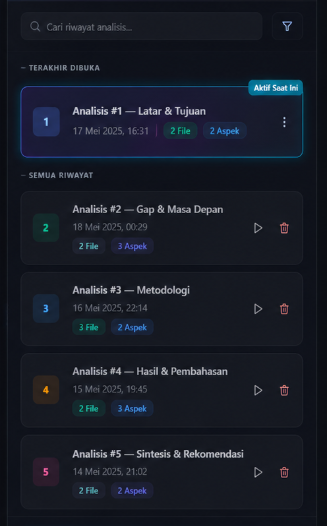 Cari riwayat analisis...
– TERAKHIR DIBUKA
Aktif Saat Ini
1
Analisis #1 — Latar & Tujuan
17 Mei 2025, 16:31 | 2 File 2 Aspek
– SEMUA RIWAYAT
2
Analisis #2 — Gap & Masa Depan
18 Mei 2025, 00:29
2 File 3 Aspek
3
Analisis #3 — Metodologi
16 Mei 2025, 22:14
3 File 2 Aspek
4
Analisis #4 — Hasil & Pembahasan
15 Mei 2025, 19:45
2 File 3 Aspek
5
Analisis #5 — Sintesis & Rekomendasi
14 Mei 2025, 21:02
2 File 2 Aspek